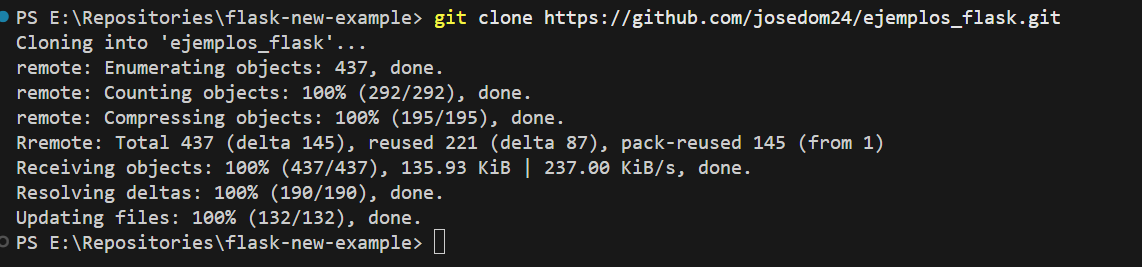 PS E:\Repositories\flask-new-example> git clone https://github.com/josedom24/ejemplos_flask.git
Cloning into 'ejemplos_flask'...
remote: Enumerating objects: 437, done.
remote: Counting objects: 100% (292/292), done.
remote: Compressing objects: 100% (195/195), done.
Rremote: Total 437 (delta 145), reused 221 (delta 87), pack-reused 145 (from 1)
Receiving objects: 100% (437/437), 135.93 KiB | 237.00 KiB/s, done.
Resolving deltas: 100% (190/190), done.
Updating files: 100% (132/132), done.
PS E:\Repositories\flask-new-example>